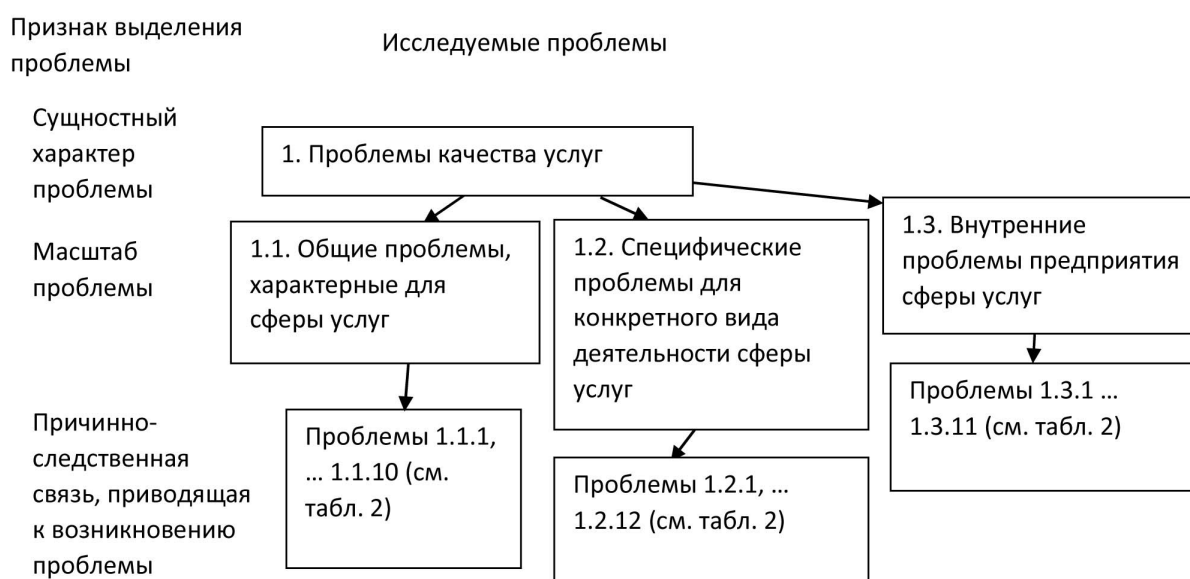 Признак выделения
проблемы
Исследуемые проблемы
Сущностный
характер
проблемы
1. Проблемы качества услуг
Масштаб
проблемы
1.1. Общие проблемы,
характерные для
сферы услуг
1.2. Специфические
проблемы для
конкретного вида
деятельности сферы
услуг
1.3. Внутренние
проблемы предприятия
сферы услуг
Причинно-
следственная
связь, приводящая
к возникновению
проблемы
Проблемы 1.1.1,
… 1.1.10 (см.
табл. 2)
Проблемы 1.2.1, …
1.2.12 (см. табл. 2)
Проблемы 1.3.1 …
1.3.11 (см. табл. 2)